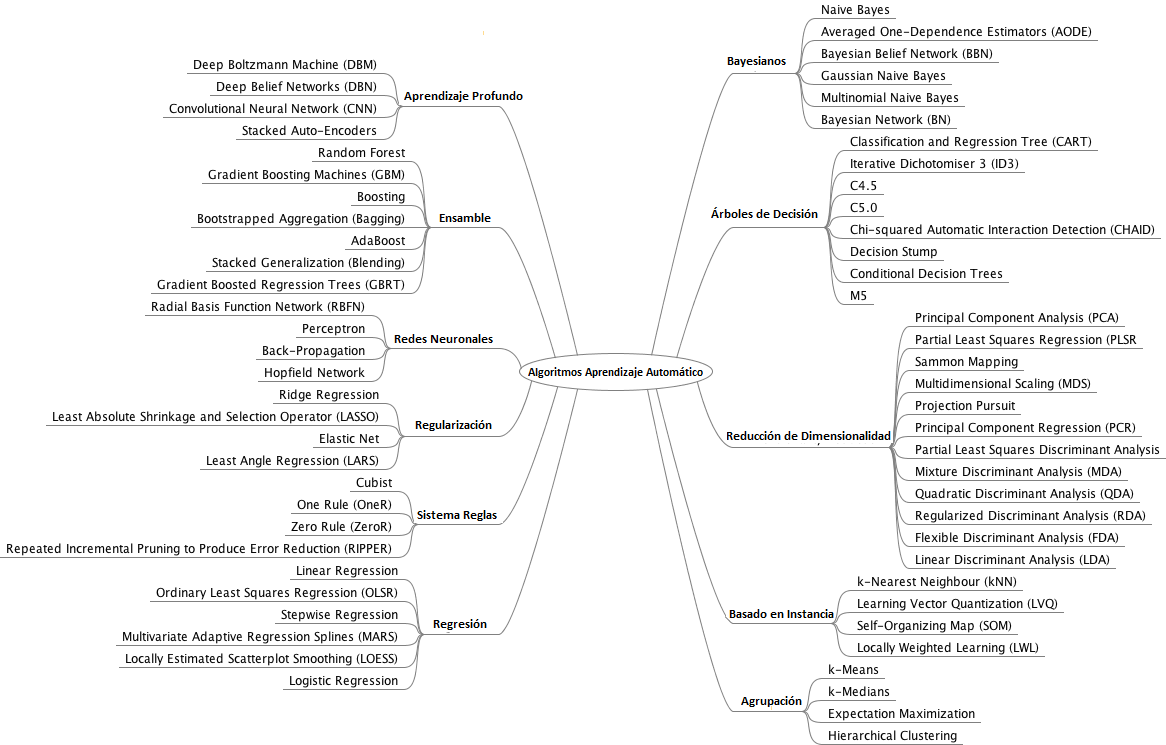 Algoritmos Aprendizaje Automático
Aprendizaje Profundo
Deep Boltzmann Machine (DBM)
Deep Belief Networks (DBN)
Convolutional Neural Network (CNN)
Stacked Auto-Encoders
Ensamble
Random Forest
Gradient Boosting Machines (GBM)
Boosting
Bootstrapped Aggregation (Bagging)
AdaBoost
Stacked Generalization (Blending)
Gradient Boosted Regression Trees (GBRT)
Redes Neuronales
Radial Basis Function Network (RBFN)
Perceptron
Back-Propagation
Hopfield Network
Regularización
Ridge Regression
Least Absolute Shrinkage and Selection Operator (LASSO)
Elastic Net
Least Angle Regression (LARS)
Sistema Reglas
Cubist
One Rule (OneR)
Zero Rule (ZeroR)
Repeated Incremental Pruning to Produce Error Reduction (RIPPER)
Regresión
Linear Regression
Ordinary Least Squares Regression (OLSR)
Stepwise Regression
Multivariate Adaptive Regression Splines (MARS)
Locally Estimated Scatterplot Smoothing (LOESS)
Logistic Regression
Bayesianos
Naive Bayes
Averaged One-Dependence Estimators (AODE)
Bayesian Belief Network (BBN)
Gaussian Naive Bayes
Multinomial Naive Bayes
Bayesian Network (BN)
Árboles de Decisión
Classification and Regression Tree (CART)
Iterative Dichotomiser 3 (ID3)
C4.5
C5.0
Chi-squared Automatic Interaction Detection (CHAID)
Decision Stump
Conditional Decision Trees
M5
Reducción de Dimensionalidad
Principal Component Analysis (PCA)
Partial Least Squares Regression (PLSR
Sammon Mapping
Multidimensional Scaling (MDS)
Projection Pursuit
Principal Component Regression (PCR)
Partial Least Squares Discriminant Analysis
Mixture Discriminant Analysis (MDA)
Quadratic Discriminant Analysis (QDA)
Regularized Discriminant Analysis (RDA)
Flexible Discriminant Analysis (FDA)
Linear Discriminant Analysis (LDA)
Basado en Instancia
k-Nearest Neighbour (kNN)
Learning Vector Quantization (LVQ)
Self-Organizing Map (SOM)
Locally Weighted Learning (LWL)
Agrupación
k-Means
k-Medians
Expectation Maximization
Hierarchical Clustering